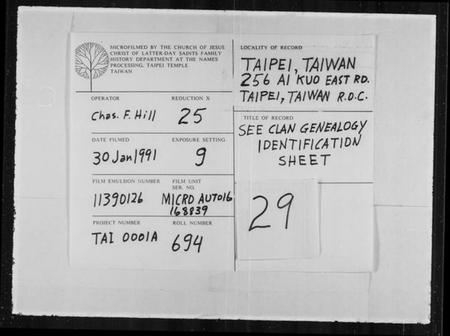 MICROFILMED BY THE CHURCH OF JESUS
CHRIST OF LATTER-DAY SAINTS FAMILY
HISTORY DEPARTMENT AT THE NAMES
PROCESSING, TAIPEI TEMPLE
TAIWAN
OPERATOR
REDUCTION X
Chas. F. Hill
25
DATE FILMED
EXPOSURE SETTING
30 Jan 1991
9
FILM EMULSION NUMBER
FILM UNIT
SER. NO.
11390126
MICRO AUTO16
168839
PROJECT NUMBER
ROLL NUMBER
TAI 0001A
694
LOCALITY OF RECORD
TAIPEI, TAIWAN
256 AI KUO EAST RD.
TAIPEI, TAIWAN R.O.C.
TITLE OF RECORD
SEE CLAN GENEALOGY
IDENTIFICATION
SHEET
29